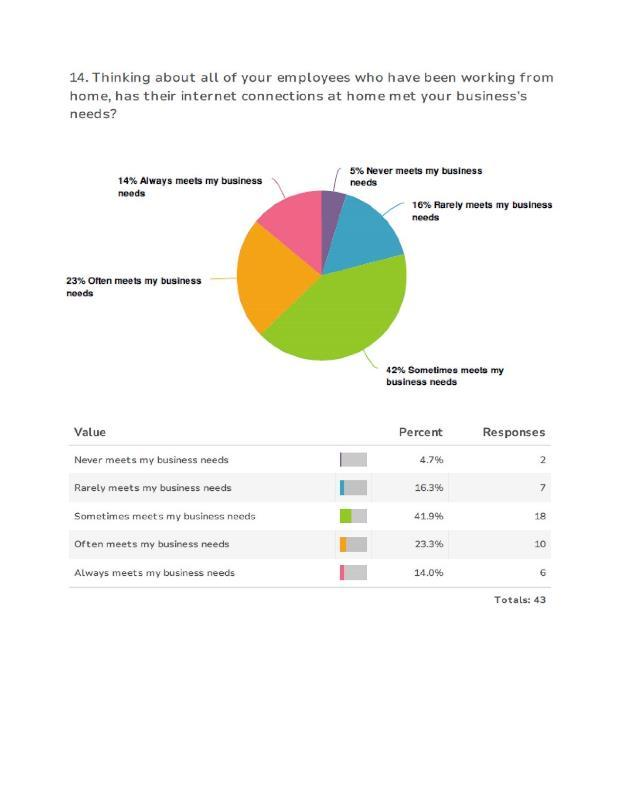 14. Thinking about all of your employees who have been working from
home, has their internet connections at home met your business's
needs?
5% Never meets my business
needs
14% Always meets my business
needs
16% Rarely meets my business
needs
23% Often meets my business
needs
42% Sometimes meets my
business needs
Value Percent Responses
Never meets my business needs 4.7% 2
Rarely meets my business needs 16.3% 7
Sometimes meets my business needs 41.9% 18
Often meets my business needs 23.3% 10
Always meets my business needs 14.0% 6
Totals: 43